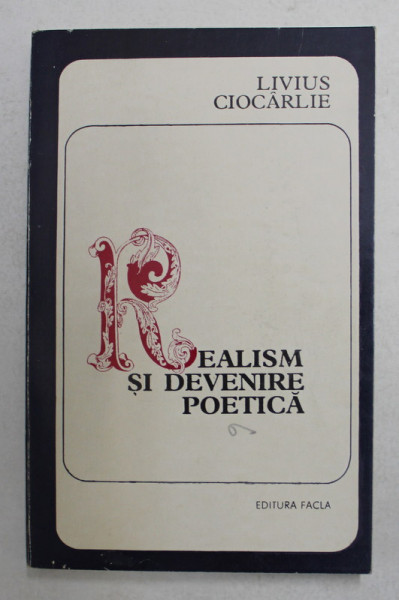 LIVIUS
CIOCÂRLIE
REALISM
ȘI DEVENIRE
POETICĂ
EDITURA FACLA